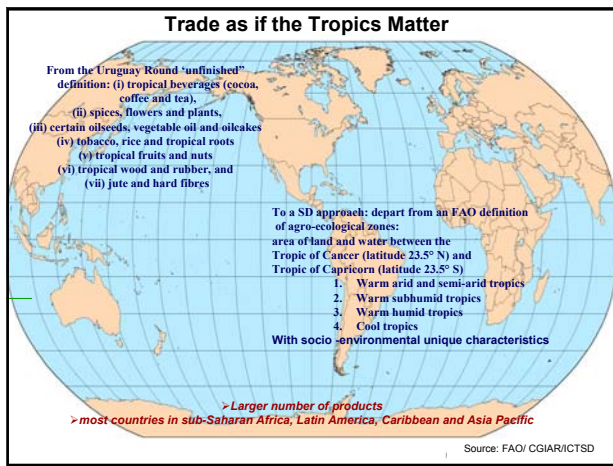 Trade as if the Tropics Matter
From the Uruguay Round ‘unfinished”
definition: (i) tropical beverages (cocoa,
coffee and tea),
(ii) spices, flowers and plants,
(iii) certain oilseeds, vegetable oil and oilcakes
(iv) tobacco, rice and tropical roots
(v) tropical fruits and nuts
(vi) tropical wood and rubber, and
(vii) jute and hard fibres
To a SD approach: depart from an FAO definition
of agro-ecological zones:
area of land and water between the
Tropic of Cancer (latitude 23.5° N) and
Tropic of Capricorn (latitude 23.5° S)
1. Warm arid and semi-arid tropics
2. Warm subhumid tropics
3. Warm humid tropics
4. Cool tropics
With socio -environmental unique characteristics
➢Larger number of products
➢most countries in sub-Saharan Africa, Latin America, Caribbean and Asia Pacific
Source: FAO/ CGIAR/ICTSD